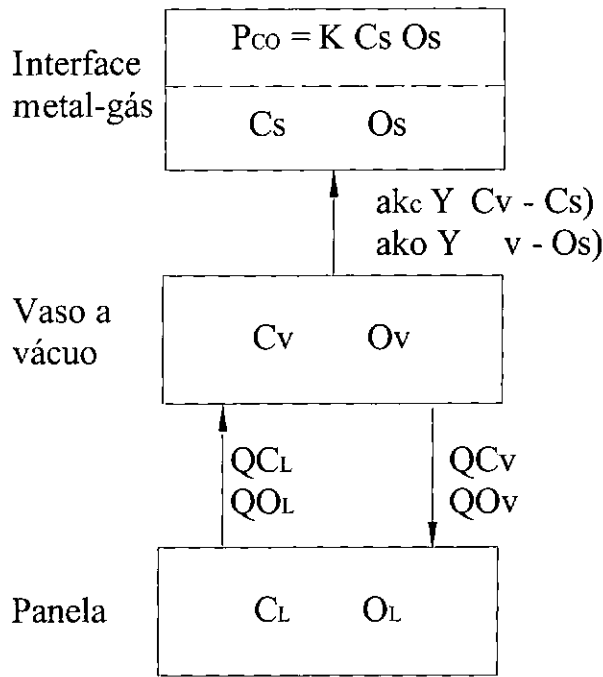 Interface
metal-gás
Pco = K Cs Os
Cs Os
akc Y Cv - Cs)
ako Y v - Os)
Vaso a
vácuo
Cv Ov
QCL
QOL
QCv
QOv
Panela
CL OL